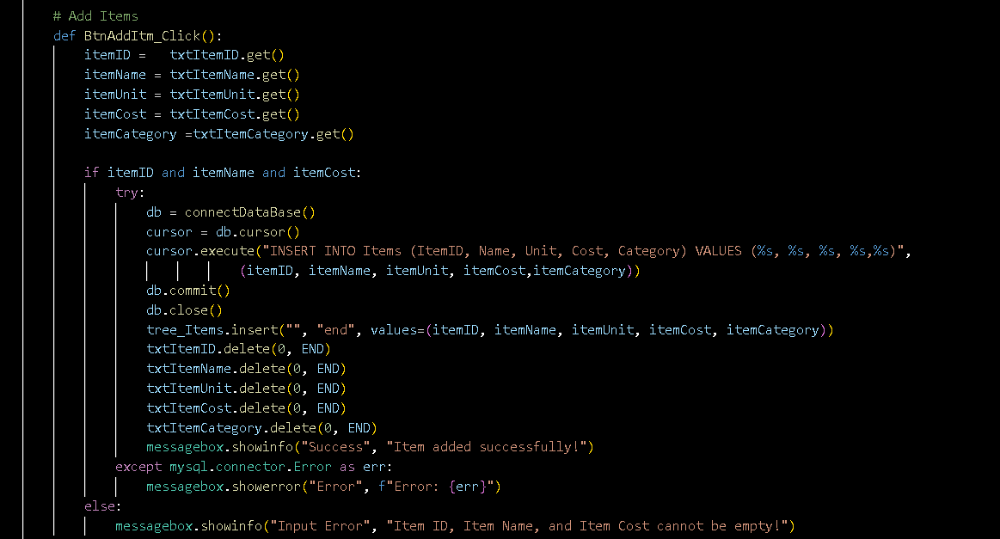 # Add Items
def BtnAddItm_Click():
    itemID =   txtItemID.get()
    itemName = txtItemName.get()
    itemUnit = txtItemUnit.get()
    itemCost = txtItemCost.get()
    itemCategory =txtItemCategory.get()

    if itemID and itemName and itemCost:
        try:
            db = connectDataBase()
            cursor = db.cursor()
            cursor.execute("INSERT INTO Items (ItemID, Name, Unit, Cost, Category) VALUES (%s, %s, %s, %s,%s)",
                        (itemID, itemName, itemUnit, itemCost,itemCategory))
            db.commit()
            db.close()
            tree_Items.insert("", "end", values=(itemID, itemName, itemUnit, itemCost, itemCategory))
            txtItemID.delete(0, END)
            txtItemName.delete(0, END)
            txtItemUnit.delete(0, END)
            txtItemCost.delete(0, END)
            txtItemCategory.delete(0, END)
            messagebox.showinfo("Success", "Item added successfully!")
        except mysql.connector.Error as err:
            messagebox.showerror("Error", f"Error: {err}")
    else:
        messagebox.showinfo("Input Error", "Item ID, Item Name, and Item Cost cannot be empty!")